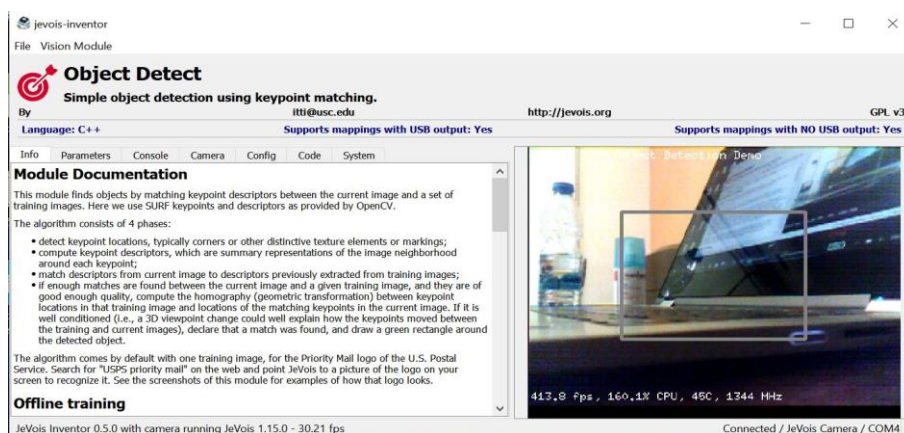 jevois-inventor
File Vision Module
Object Detect
Simple object detection using keypoint matching.
By itti@usc.edu http://jevois.org GPL v3
Language: C++ Supports mappings with USB output: Yes Supports mappings with NO USB output: Yes
Info Parameters Console Camera Config Code System
Module Documentation
This module finds objects by matching keypoint descriptors between the current image and a set of
training images. Here we use SURF keypoints and descriptors as provided by OpenCV.
The algorithm consists of 4 phases:
• detect keypoint locations, typically corners or other distinctive texture elements or markings;
• compute keypoint descriptors, which are summary representations of the image neighborhood
around each keypoint;
• match descriptors from current image to descriptors previously extracted from training images;
• if enough matches are found between the current image and a given training image, and they are of
good enough quality, compute the homography (geometric transformation) between keypoint
locations in that training image and locations of the matching keypoints in the current image. If it is
well conditioned (i.e., a 3D viewpoint change could well explain how the keypoints moved between
the training and current images), declare that a match was found, and draw a green rectangle around
the detected object.
The algorithm comes by default with one training image, for the Priority Mail logo of the U.S. Postal
Service. Search for "USPS priority mail" on the web and point JeVois to a picture of the logo on your
screen to recognize it. See the screenshots of this module for examples of how that logo looks.
Offline training
Detection Demo
413.8 fps, 160.1% CPU, 45C, 1344 MHz
JeVois Inventor 0.5.0 with camera running JeVois 1.15.0 - 30.21 fps Connected / JeVois Camera / COM4